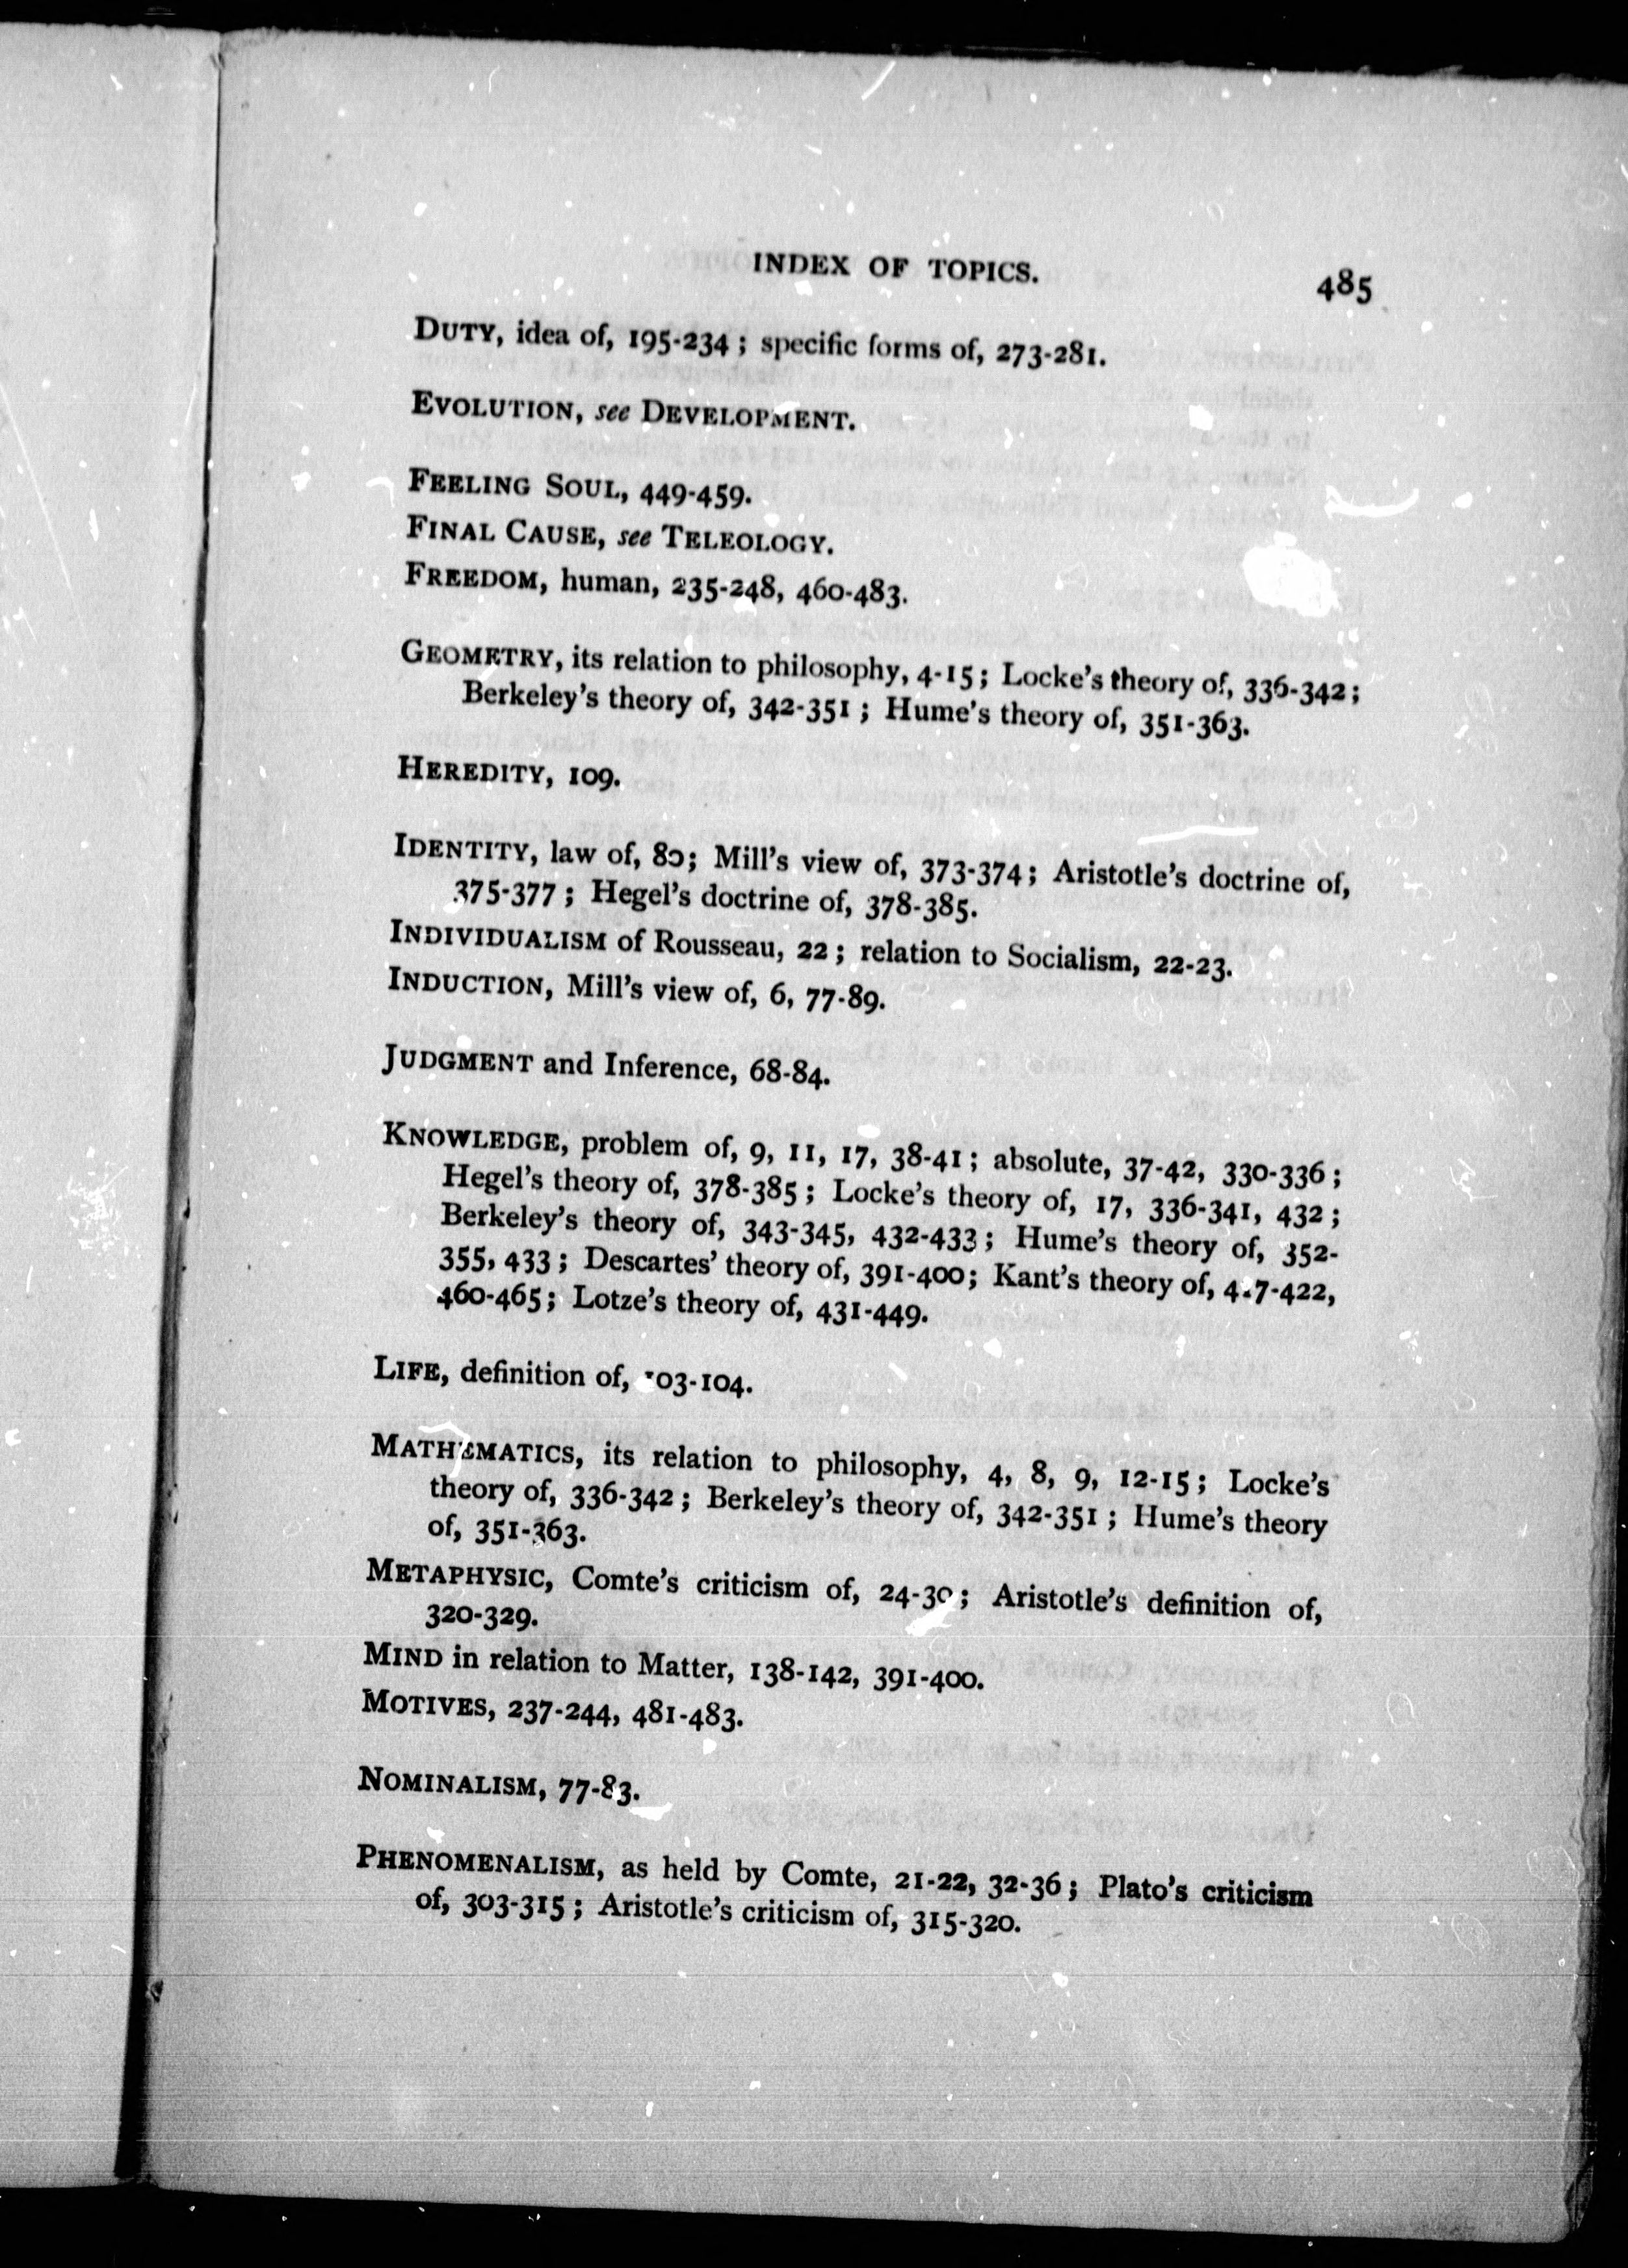 INDEX OF TOPICS.
485
DUTY, idea of, 195-234; specific forms of, 273-281.
EVOLUTION, see DEVELOPMENT.
FEELING SOUL, 449-459.
FINAL CAUSE, see TELEOLOGY.
FREEDOM, human, 235-248, 460-483.
GEOMETRY, its relation to philosophy, 4-15; Locke's theory of, 336-342;
Berkeley's theory of, 342-351; Hume's theory of, 351-363.
HEREDITY, 109.
IDENTITY, law of, 80; Mill's view of, 373-374; Aristotle's doctrine of,
375-377; Hegel's doctrine of, 378-385.
INDIVIDUALISM of Rousseau, 22; relation to Socialism, 22-23.
INDUCTION, Mill's view of, 6, 77-89.
JUDGMENT and Inference, 68-84.
KNOWLEDGE, problem of, 9, 11, 17, 38-41; absolute, 37-42, 330-336;
Hegel's theory of, 378-385; Locke's theory of, 17, 336-341, 432;
Berkeley's theory of, 343-345, 432-433; Hume's theory of, 352-
355, 433; Descartes' theory of, 391-400; Kant's theory of,
460-465; Lotze's theory of, 431-449.
LIFE, definition of, 103-104.
MATHEMATICS, its relation to philosophy, 4, 8, 9, 12-15; Locke's
theory of, 336-342; Berkeley's theory of, 342-351; Hume's theory
of, 351-363.
METAPHYSIC, Comte's criticism of, 24-30; Aristotle's definition of,
320-329.
MIND in relation to Matter, 138-142, 391-400.
MOTIVES, 237-244, 481-483.
NOMINALISM, 77-83.
PHENOMENALISM, as held by Comte, 21-22, 32-36; Plato's criticism
of, 303-315; Aristotle's criticism of, 315-320.